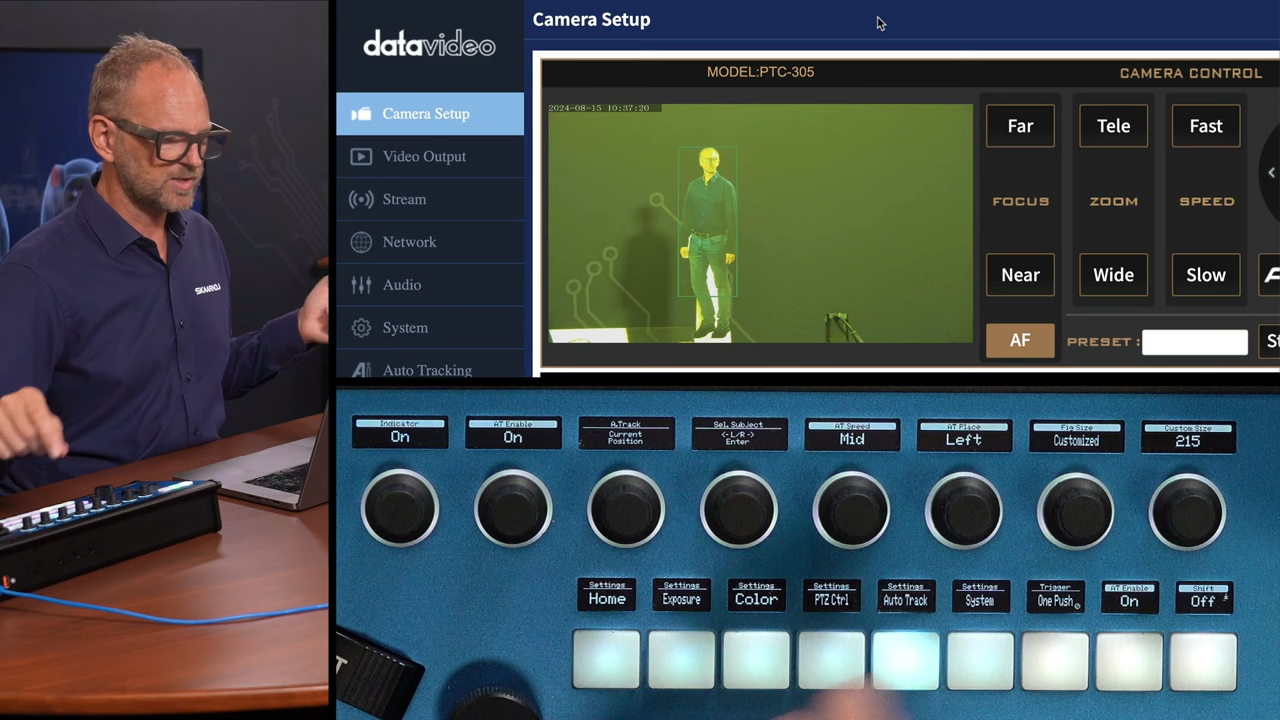 SKAARHOJ
datavideo
Camera Setup
Video Output
Stream
Network
Audio
System
Auto Tracking
Camera Setup
MODEL:PTC-305
CAMERA CONTROL
2024-08-15 10:37:20
Far
Tele
Fast
FOCUS
ZOOM
SPEED
Near
Wide
Slow
AF
PRESET :
St
Indicator
On
AT Enable
On
A.Track
Current
Position
Sel. Subject
<-L/R->
Enter
AT Speed
Mid
AT Place
Left
Fig Size
Customized
Custom Size
215
Settings
Home
Settings
Exposure
Settings
Color
Settings
PTZ Ctrl
Settings
Auto Track
Settings
System
Trigger
One Push
AT Enable
On
Shift
Off
T